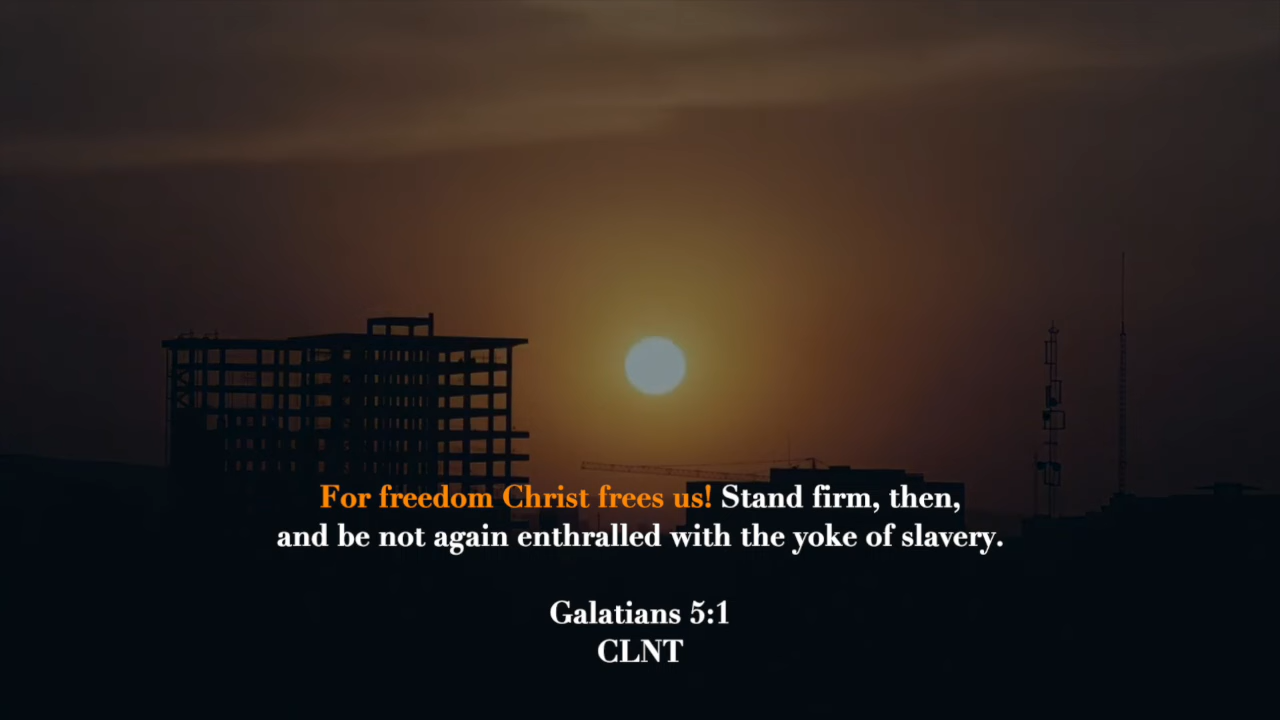 For freedom Christ frees us! Stand firm, then,
and be not again enthralled with the yoke of slavery.
Galatians 5:1
CLNT